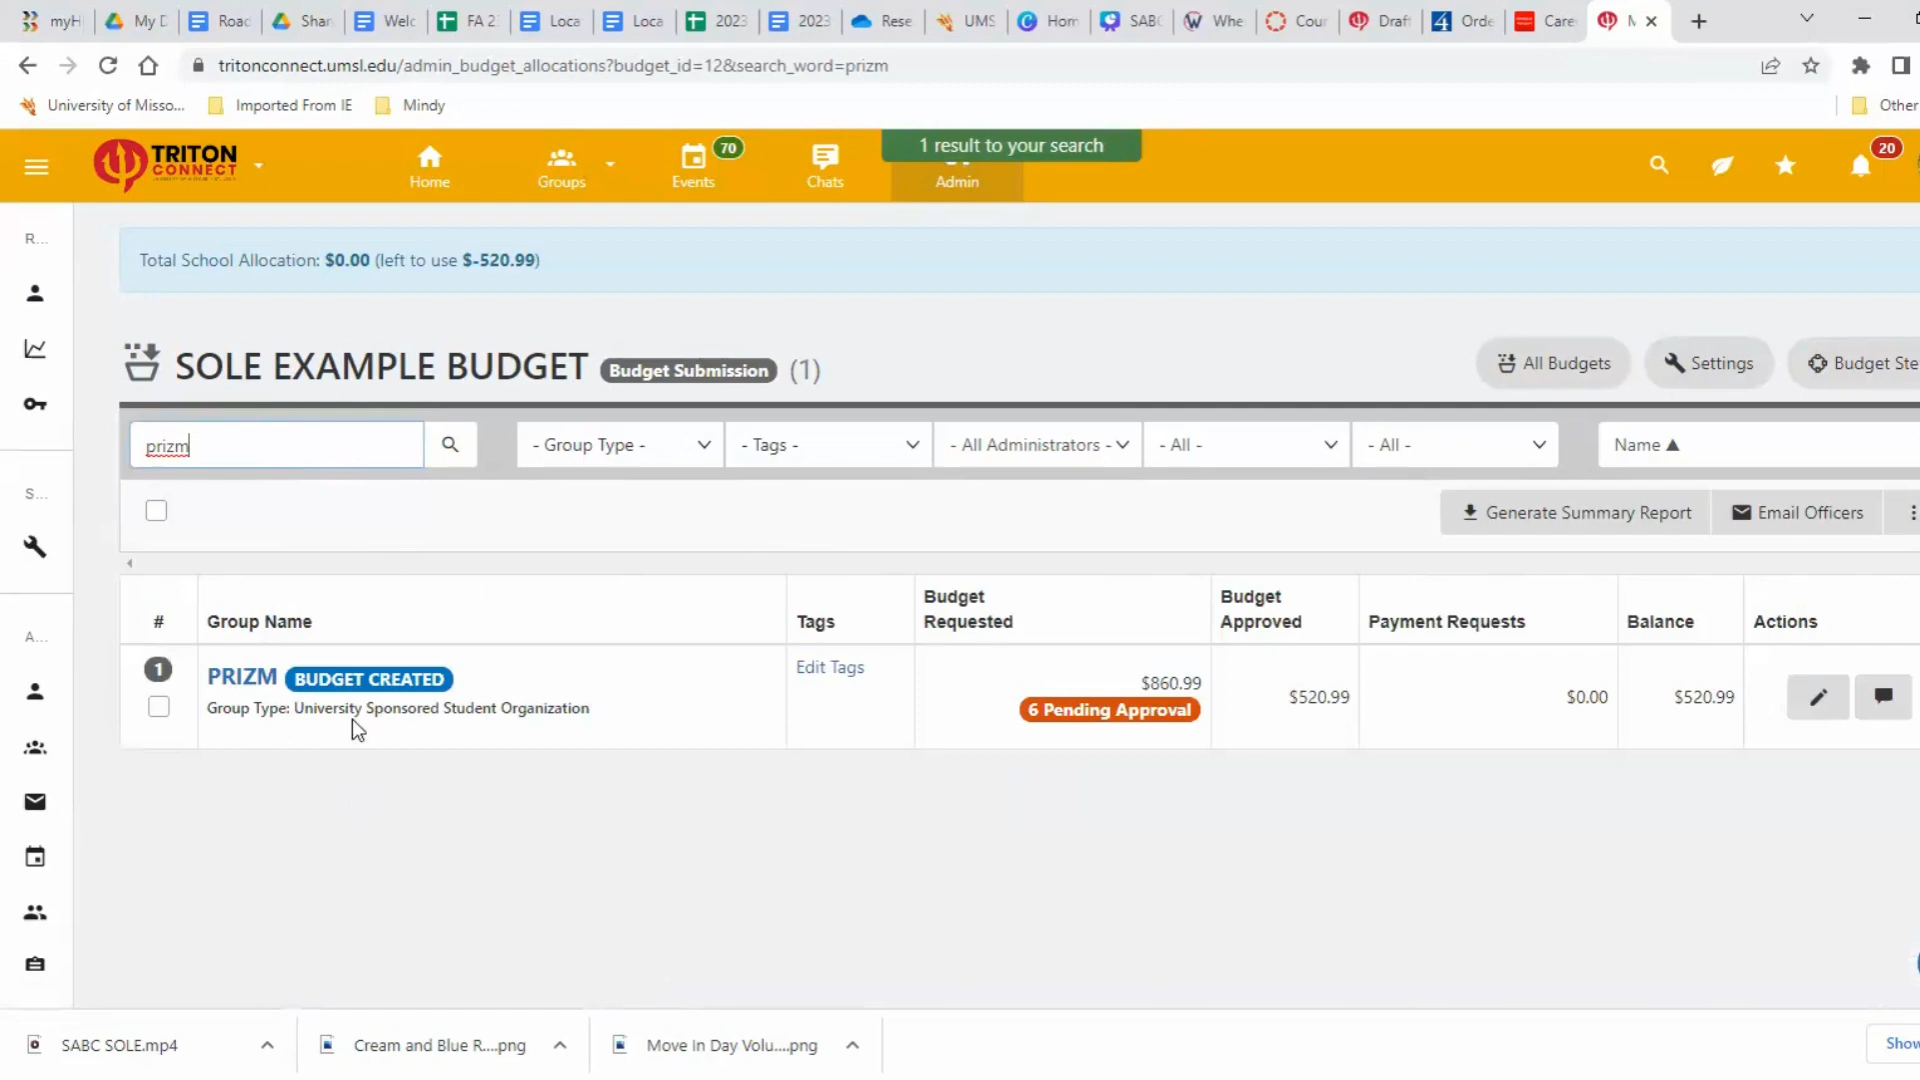 myH
My D
Road
Shar
Welc
FA 2
Loca
Loca
2023
2023
Rese
UMS
Hom
SABC
Whe
Cour
Draf
Orde
Care
tritonconnect.umsl.edu/admin_budget_allocations?budget_id=12&search_word=prizm
University of Misso...
Imported From IE
Mindy
Other
TRITON
CONNECT
Home
Groups
Events
70
Chats
1 result to your search
Admin
20
Total School Allocation: $0.00 (left to use $-520.99)
R...
S...
A...
SOLE EXAMPLE BUDGET Budget Submission (1)
All Budgets
Settings
Budget Ste
prizm
- Group Type -
- Tags -
- All Administrators -
- All -
- All -
Name ▲
Generate Summary Report
Email Officers
#
Group Name
Tags
Budget
Requested
Budget
Approved
Payment Requests
Balance
Actions
1
PRIZM BUDGET CREATED
Group Type: University Sponsored Student Organization
Edit Tags
$860.99
6 Pending Approval
$520.99
$0.00
$520.99
SABC SOLE.mp4
Cream and Blue R....png
Move In Day Volu....png
Show